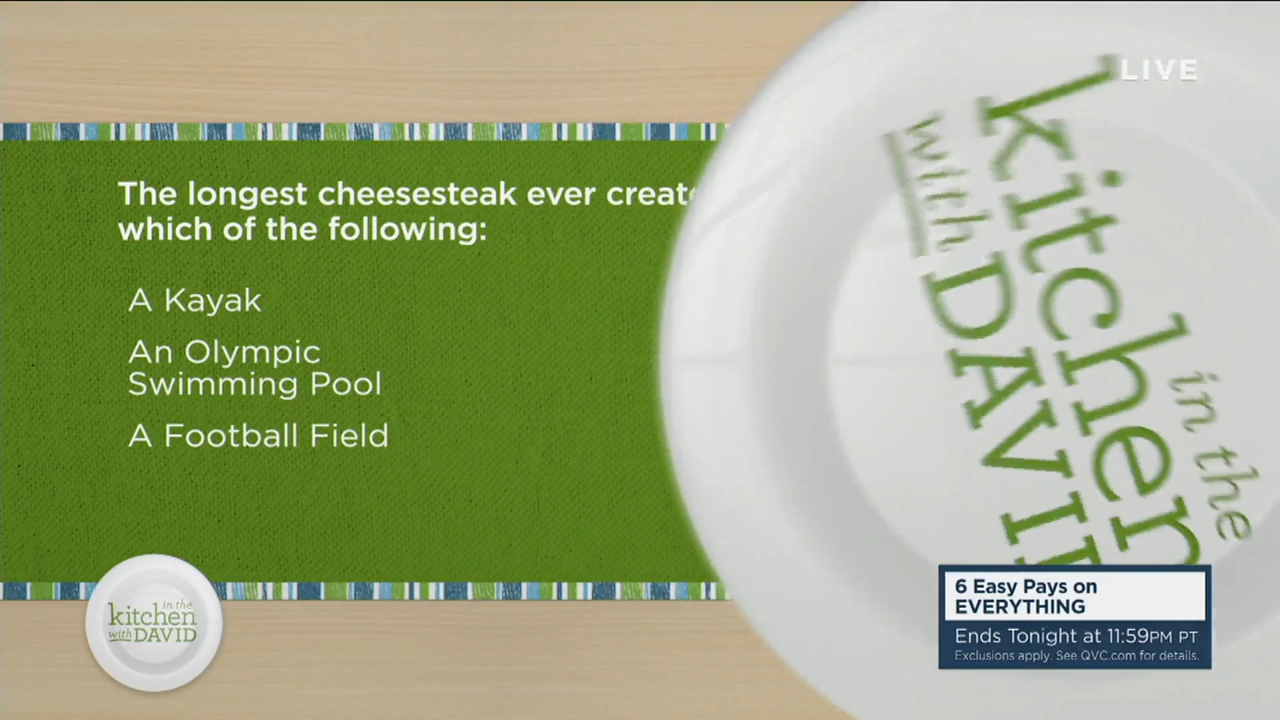 LIVE
The longest cheesesteak ever creat
which of the following:
A Kayak
An Olympic
Swimming Pool
A Football Field
in the
kitchen
with DAVID
in the
kitchen
with DAVI
6 Easy Pays on
EVERYTHING
Ends Tonight at 11:59PM PT
Exclusions apply. See QVC.com for details.